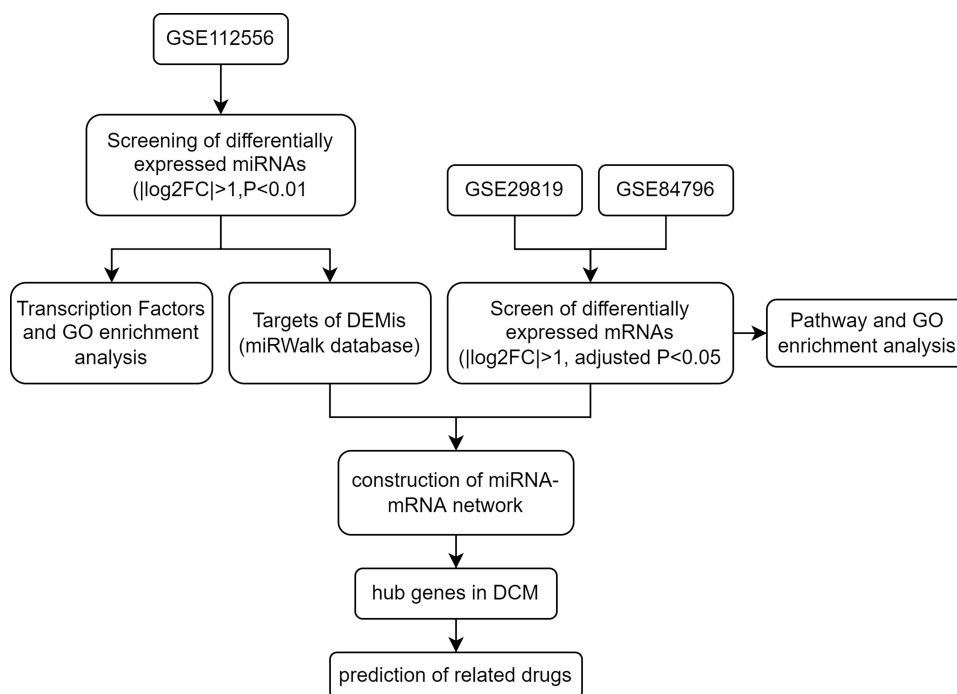 GSE112556
Screening of differentially
expressed miRNAs
(|log2FC|>1,P<0.01
GSE29819
GSE84796
Transcription Factors
and GO enrichment
analysis
Targets of DEMis
(miRWalk database)
Screen of differentially
expressed mRNAs
(|log2FC|>1, adjusted P<0.05
Pathway and GO
enrichment analysis
construction of miRNA-
mRNA network
hub genes in DCM
prediction of related drugs